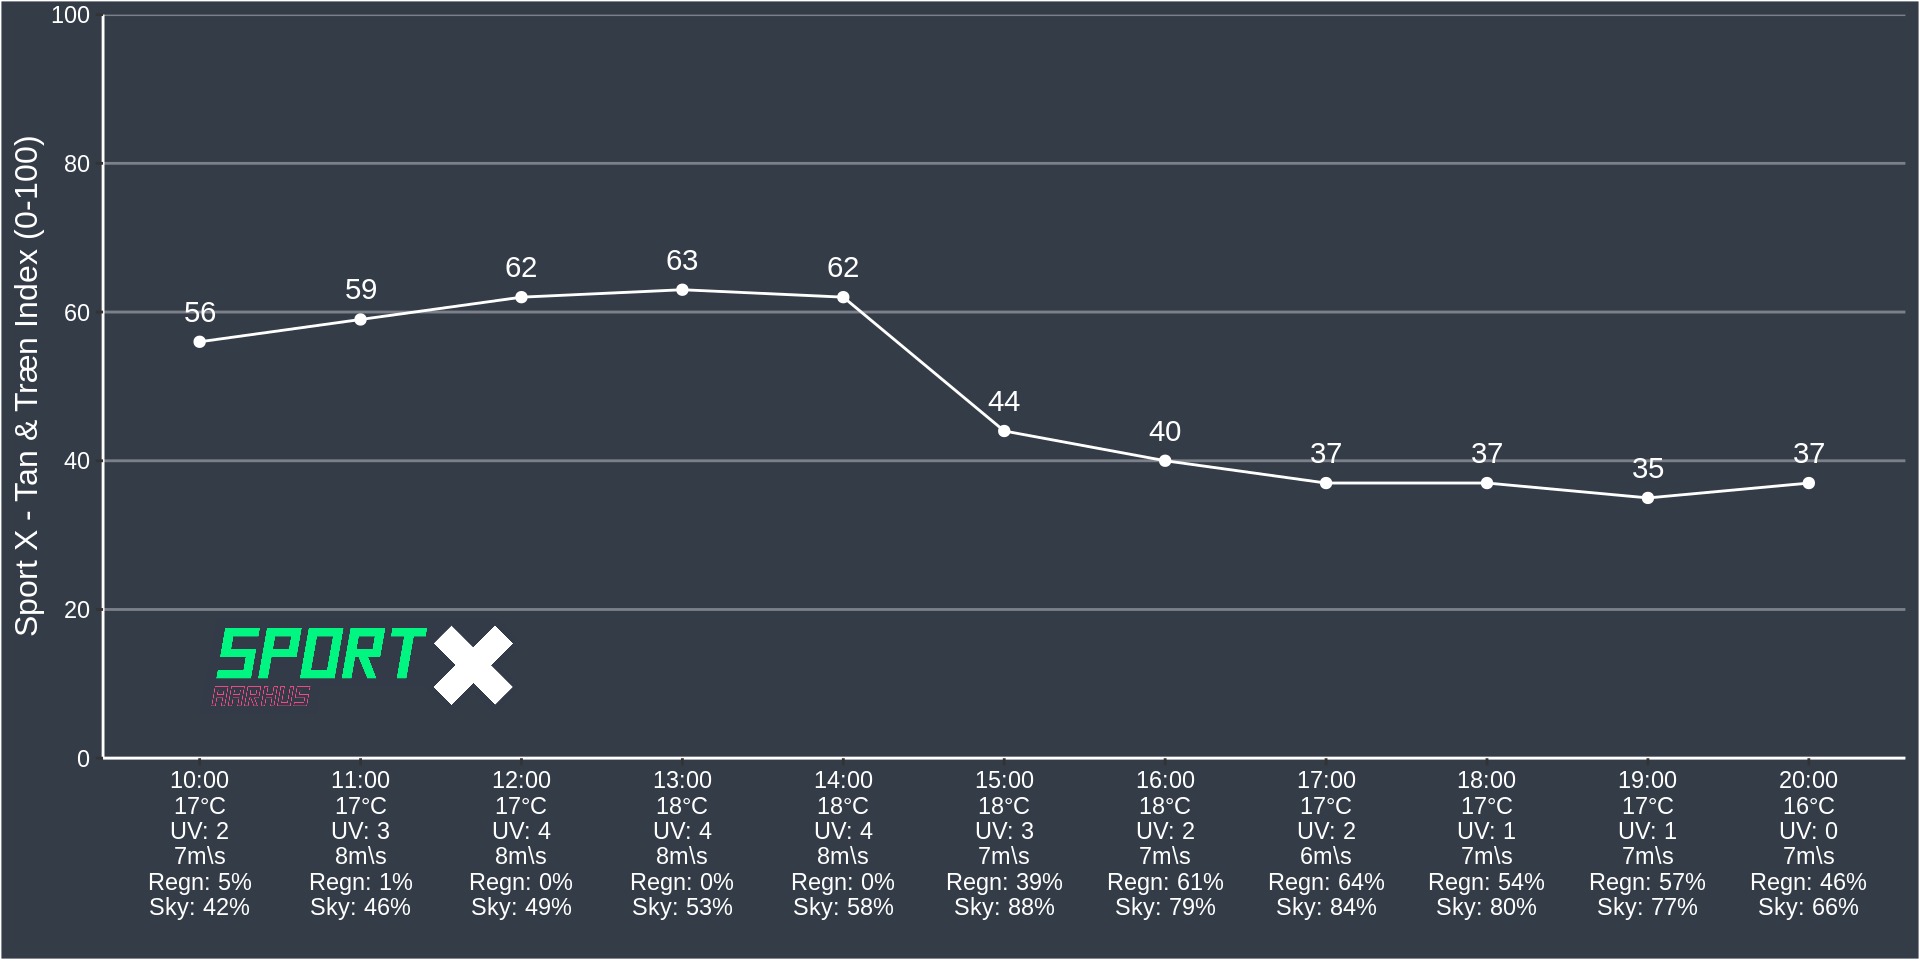 Sport X - Tan & Træn Index (0-100)
100
80
60
40
20
0
56
59
62
63
62
44
40
37
37
35
37
SPORT X
AARHUS
10:00
17°C
UV: 2
7m\s
Regn: 5%
Sky: 42%
11:00
17°C
UV: 3
8m\s
Regn: 1%
Sky: 46%
12:00
17°C
UV: 4
8m\s
Regn: 0%
Sky: 49%
13:00
18°C
UV: 4
8m\s
Regn: 0%
Sky: 53%
14:00
18°C
UV: 4
8m\s
Regn: 0%
Sky: 58%
15:00
18°C
UV: 3
7m\s
Regn: 39%
Sky: 88%
16:00
18°C
UV: 2
7m\s
Regn: 61%
Sky: 79%
17:00
17°C
UV: 2
6m\s
Regn: 64%
Sky: 84%
18:00
17°C
UV: 1
7m\s
Regn: 54%
Sky: 80%
19:00
17°C
UV: 1
7m\s
Regn: 57%
Sky: 77%
20:00
16°C
UV: 0
7m\s
Regn: 46%
Sky: 66%